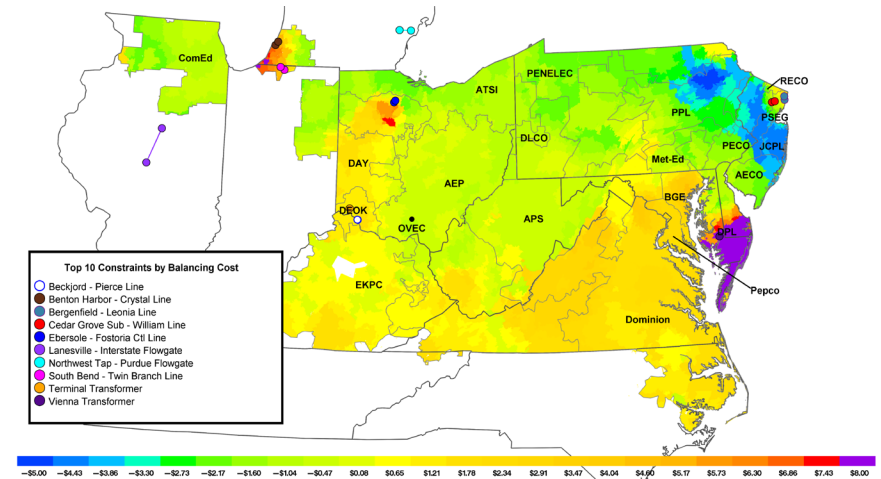 ComEd
PENELEC
ATSI
RECO
PPL
PSEG
DLCO
PECO
JCPL
Met-Ed
DAY
AEP
AECO
BGE
DEOK
APS
OVEC
DPL
EKPC
Pepco
Dominion
Top 10 Constraints by Balancing Cost
Beckjord - Pierce Line
Benton Harbor - Crystal Line
Bergenfield - Leonia Line
Cedar Grove Sub - William Line
Ebersole - Fostoria Ctl Line
Lanesville - Interstate Flowgate
Northwest Tap - Purdue Flowgate
South Bend - Twin Branch Line
Terminal Transformer
Vienna Transformer
—$5.00 —$4.43 —$3.86 —$3.30 —$2.73 —$2.17 —$1.60 —$1.04 —$0.47 $0.08 $0.65 $1.21 $1.78 $2.34 $2.91 $3.47 $4.04 $4.60 $5.17 $5.73 $6.30 $6.86 $7.43 $8.00